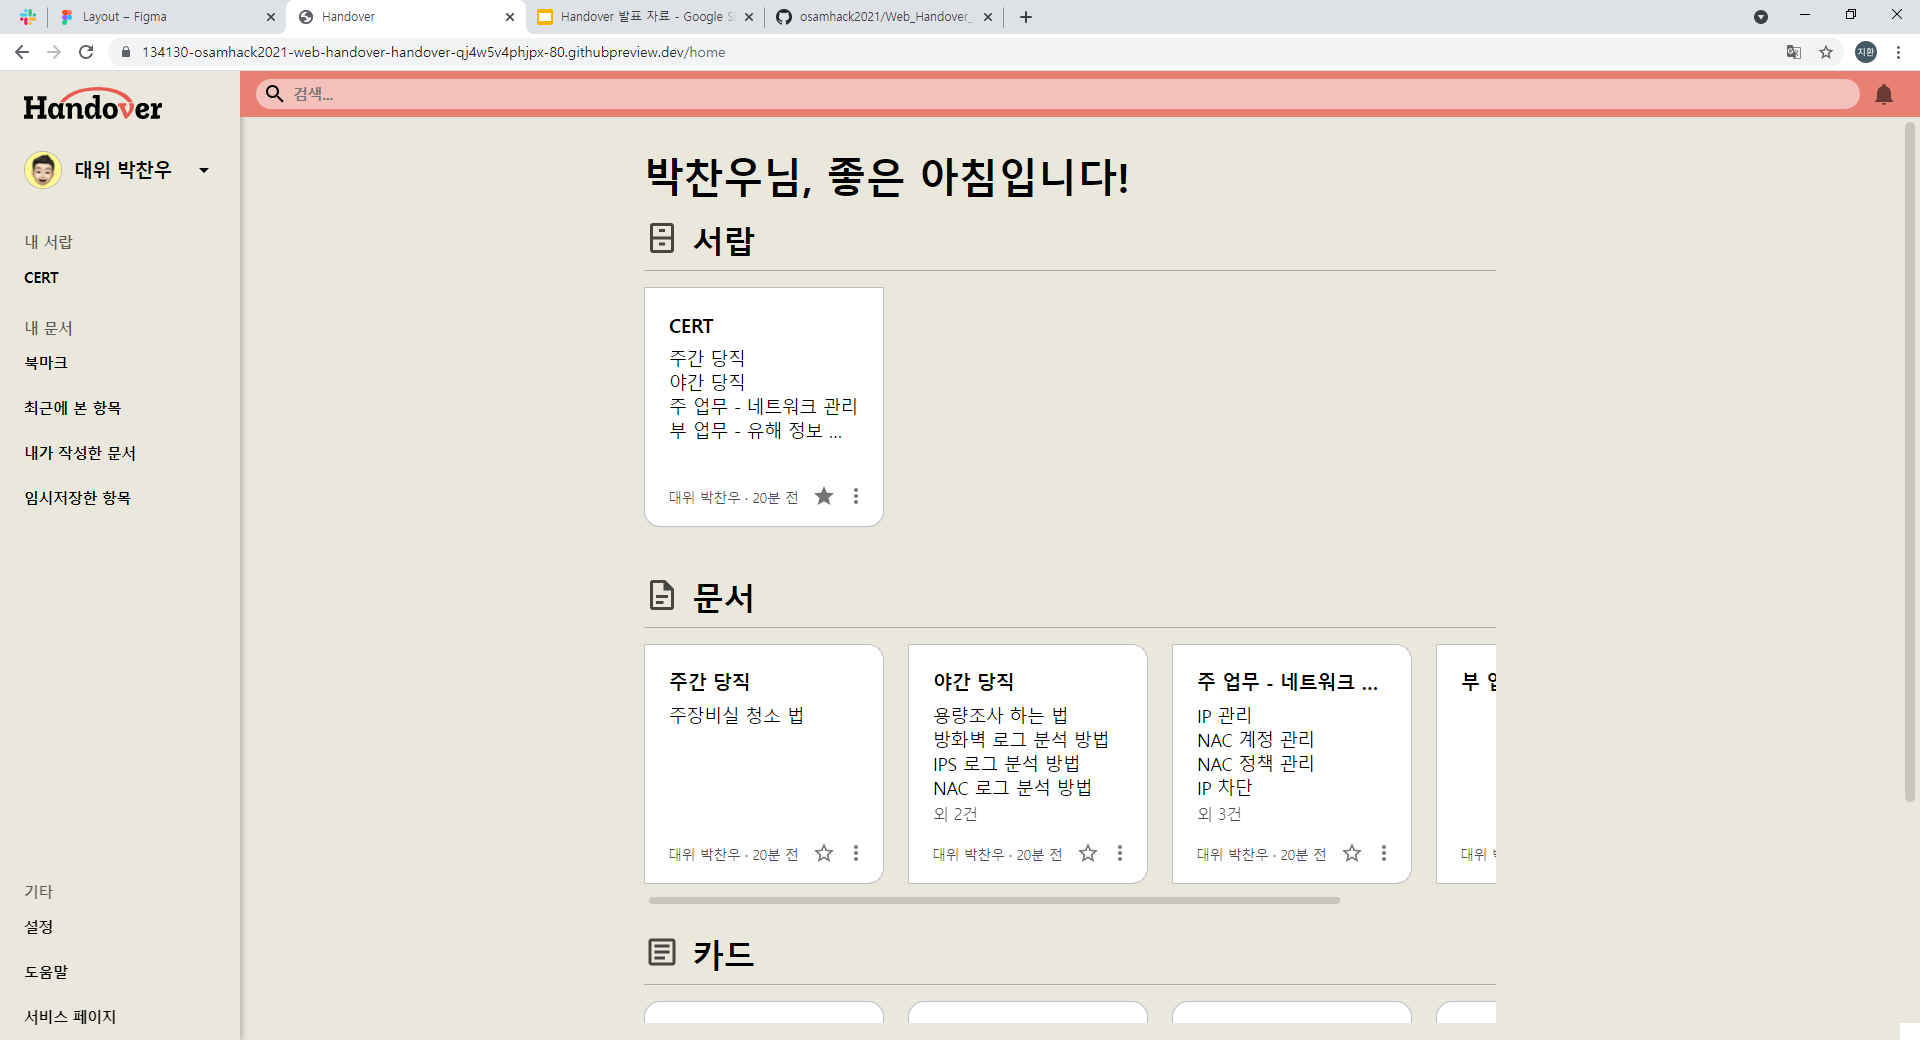 Layout – Figma
Handover
Handover 발표 자료 - Google S
osamhack2021/Web_Handover_
134130-osamhack2021-web-handover-handover-qj4w5v4phjpx-80.githubpreview.dev/home
지환
Handover
검색...
대위 박찬우
내 서랍
CERT
내 문서
북마크
최근에 본 항목
내가 작성한 문서
임시저장한 항목
기타
설정
도움말
서비스 페이지
박찬우님, 좋은 아침입니다!
서랍
CERT
주간 당직
야간 당직
주 업무 - 네트워크 관리
부 업무 - 유해 정보 ...
대위 박찬우 · 20분 전
문서
주간 당직
주장비실 청소 법
대위 박찬우 · 20분 전
야간 당직
용량조사 하는 법
방화벽 로그 분석 방법
IPS 로그 분석 방법
NAC 로그 분석 방법
외 2건
대위 박찬우 · 20분 전
주 업무 - 네트워크 ...
IP 관리
NAC 계정 관리
NAC 정책 관리
IP 차단
외 3건
대위 박찬우 · 20분 전
부
대위
카드